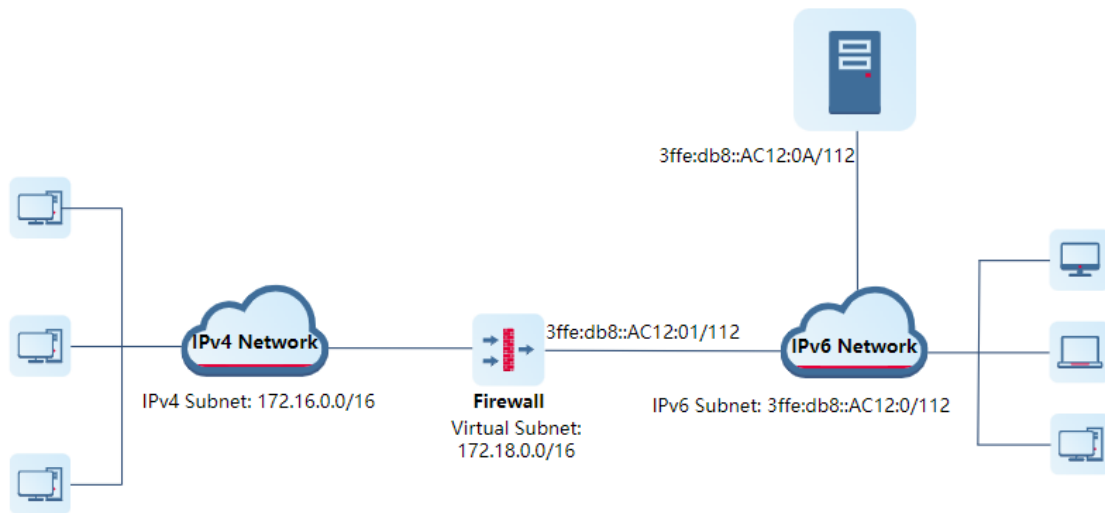 3ffe:db8::AC12:0A/112
3ffe:db8::AC12:01/112
IPv4 Network
IPv6 Network
IPv4 Subnet: 172.16.0.0/16
Firewall
IPv6 Subnet: 3ffe:db8::AC12:0/112
Virtual Subnet:
172.18.0.0/16